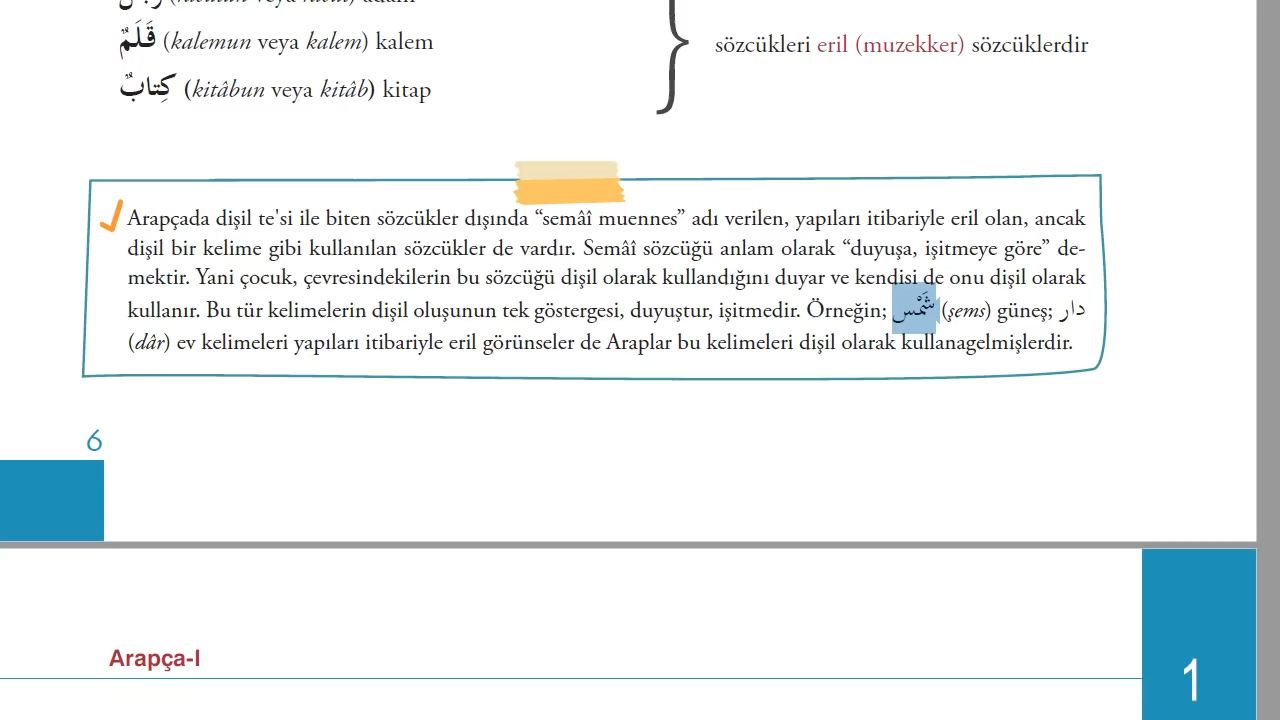 قَلَمٌ (kalemun veya kalem) kalem
كِتابٌ (kitâbun veya kitâb) kitap
sözcükleri eril (muzekker) sözcüklerdir
Arapçada dişil te'si ile biten sözcükler dışında “semâî muennes” adı verilen, yapıları itibariyle eril olan, ancak
dişil bir kelime gibi kullanılan sözcükler de vardır. Semâî sözcüğü anlam olarak “duyuşa, işitmeye göre” de-
mektir. Yani çocuk, çevresindekilerin bu sözcüğü dişil olarak kullandığını duyar ve kendisi de onu dişil olarak
kullanır. Bu tür kelimelerin dişil oluşunun tek göstergesi, duyuştur, işitmedir. Örneğin; شَمْس (şems) güneş; دار
(dâr) ev kelimeleri yapıları itibariyle eril görünseler de Araplar bu kelimeleri dişil olarak kullanagelmişlerdir.
6
Arapça-I
1